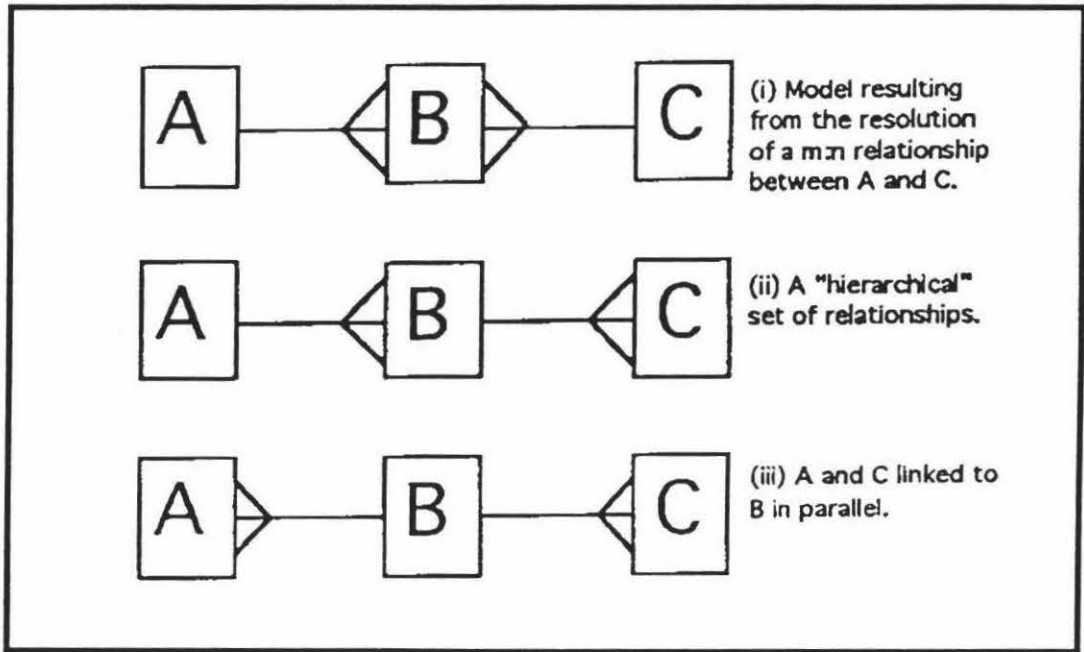 A B C
(i) Model resulting
from the resolution
of a m:n relationship
between A and C.
A B C
(ii) A "hierarchical"
set of relationships.
A B C
(iii) A and C linked to
B in parallel.